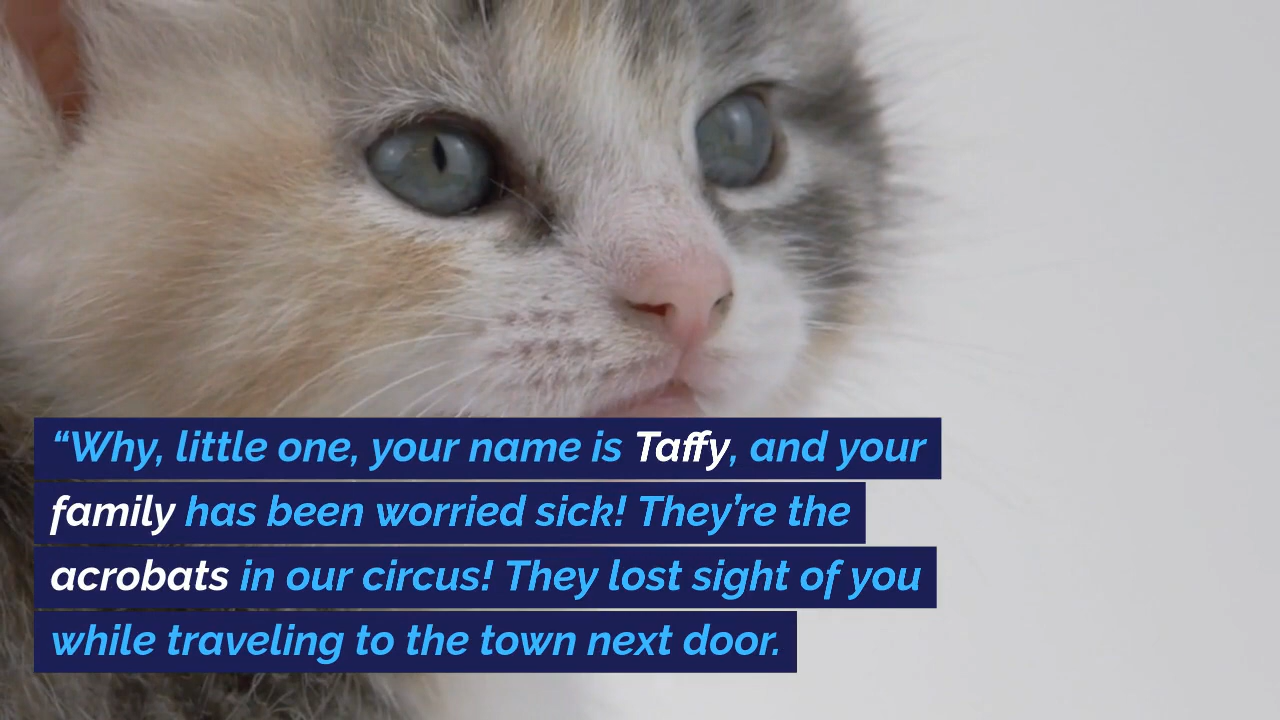 “Why, little one, your name is Taffy, and your
family has been worried sick! They’re the
acrobats in our circus! They lost sight of you
while traveling to the town next door.